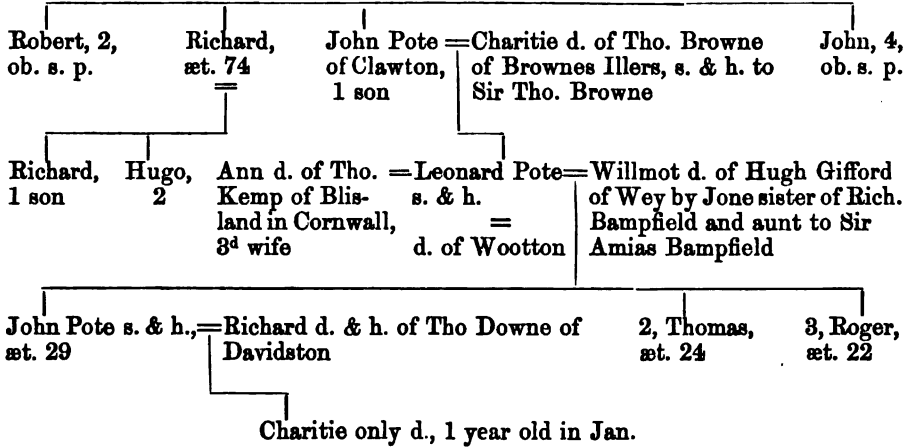 Robert, 2,
ob. s. p.
Richard,
æt. 74
=
John Pote
of Clawton,
1 son
=Charitie d. of Tho. Browne
of Brownes Illers, s. & h. to
Sir Tho. Browne
John, 4,
ob. s. p.
Richard,
1 son
Hugo,
2
Ann d. of Tho.
Kemp of Blis-
land in Cornwall,
3d wife
=Leonard Pote=
s. & h.
=
d. of Wootton
Willmot d. of Hugh Gifford
of Wey by Jone sister of Rich.
Bampfield and aunt to Sir
Amias Bampfield
John Pote s. & h.,=
æt. 29
Richard d. & h. of Tho Downe of
Davidston
2, Thomas,
æt. 24
3, Roger,
æt. 22
Charitie only d., 1 year old in Jan.